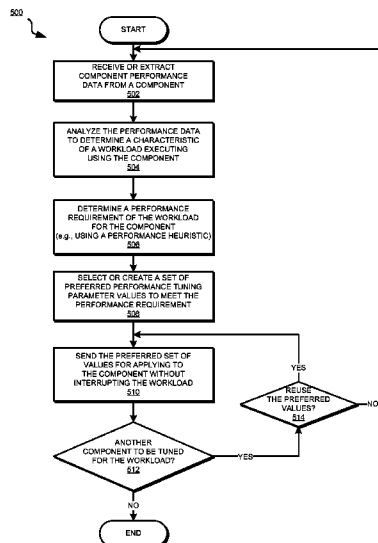 500
START
RECEIVE OR EXTRACT
COMPONENT PERFORMANCE
DATA FROM A COMPONENT
502
ANALYZE THE PERFORMANCE DATA
TO DETERMINE A CHARACTERISTIC
OF A WORKLOAD EXECUTING
USING THE COMPONENT
504
DETERMINE A PERFORMANCE
REQUIREMENT OF THE WORKLOAD
FOR THE COMPONENT
(e.g., USING A PERFORMANCE HEURISTIC)
506
SELECT OR CREATE A SET OF
PREFERRED PERFORMANCE TUNING
PARAMETER VALUES TO MEET THE
PERFORMANCE REQUIREMENT
508
SEND THE PREFERRED SET OF
VALUES FOR APPLYING TO
THE COMPONENT WITHOUT
INTERRUPTING THE WORKLOAD
510
YES
REUSE
THE PREFERRED
VALUES?
514
NO
ANOTHER
COMPONENT TO BE TUNED
FOR THE WORKLOAD?
512
YES
NO
END